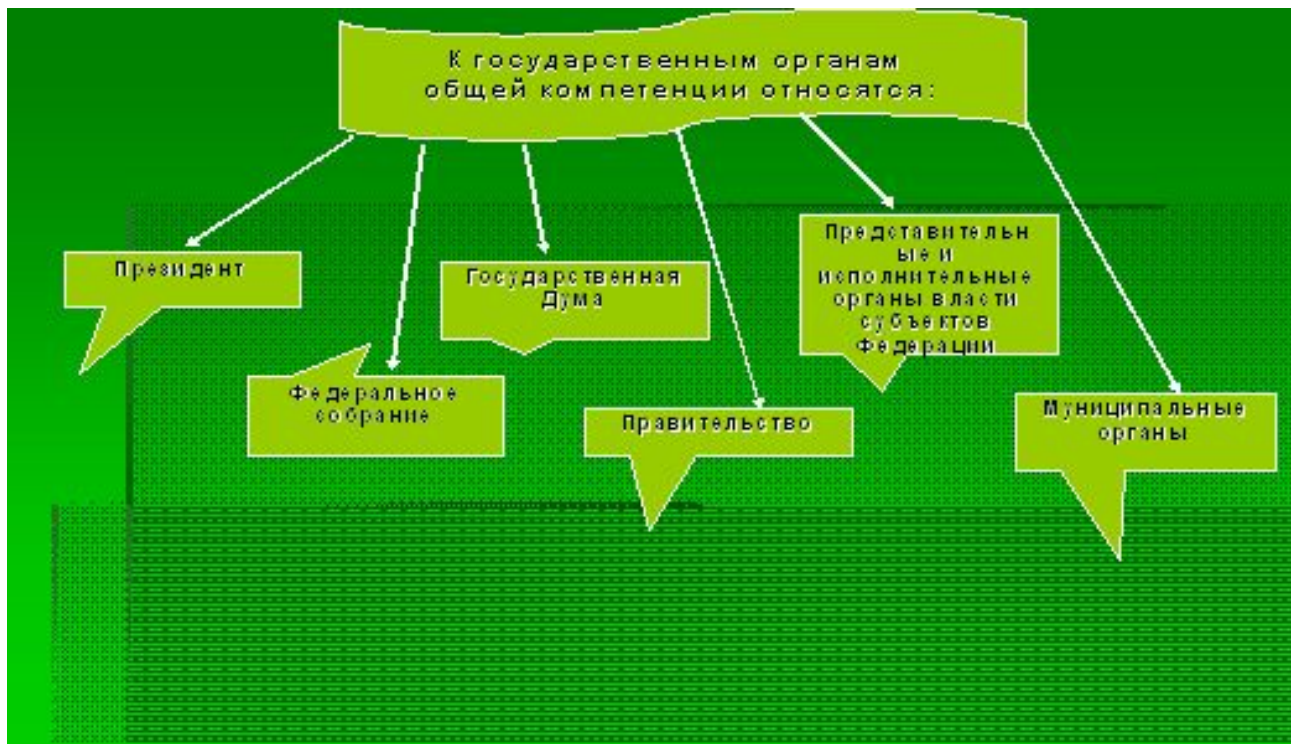 К государственным органам
общей компетенции относятся:
Президент
Федеральное
собрание
Государственная
Дума
Правительство
Представительн
ые и
исполнительные
органы власти
субъектов
Федерации
Муниципальные
органы